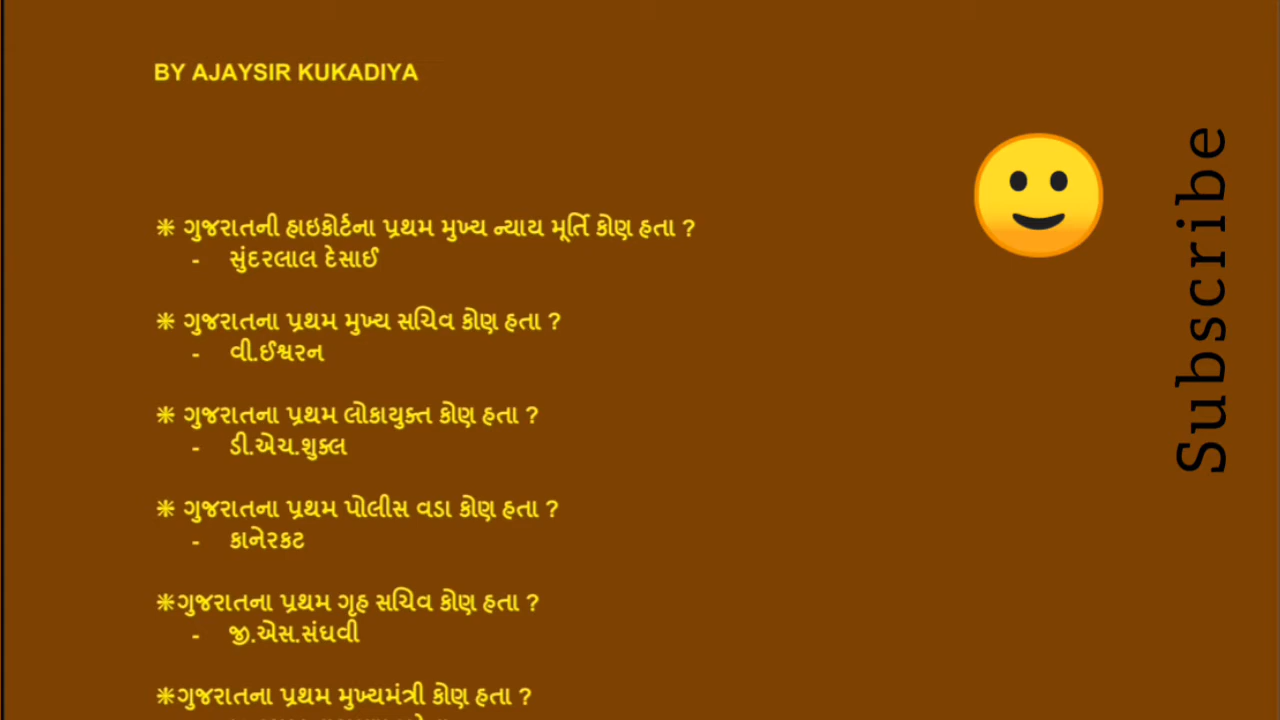 BY AJAYSIR KUKADIYA
Subscribe
❈ ગુજરાતની હાઇકોર્ટના પ્રથમ મુખ્ય ન્યાય મૂર્તિ કોણ હતા ?
- સુંદરલાલ દેસાઈ
❈ ગુજરાતના પ્રથમ મુખ્ય સચિવ કોણ હતા ?
- વી.ઈશ્વરન
❈ ગુજરાતના પ્રથમ લોકાયુક્ત કોણ હતા ?
- ડી.એચ.શુક્લ
❈ ગુજરાતના પ્રથમ પોલીસ વડા કોણ હતા ?
- કાનેરકટ
❈ગુજરાતના પ્રથમ ગૃહ સચિવ કોણ હતા ?
- જી.એસ.સંઘવી
❈ગુજરાતના પ્રથમ મુખ્યમંત્રી કોણ હતા ?